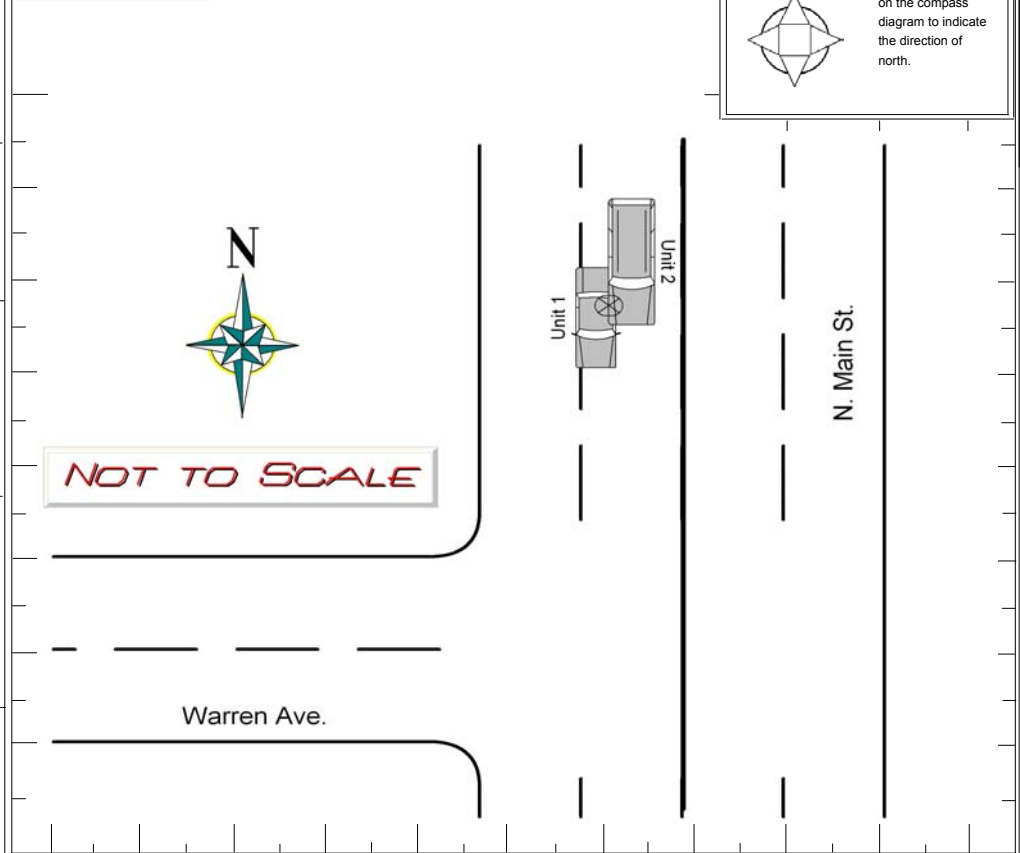 on the compass
diagram to indicate
the direction of
north.
N
Unit 2
Unit 1
N. Main St.
NOT TO SCALE
Warren Ave.